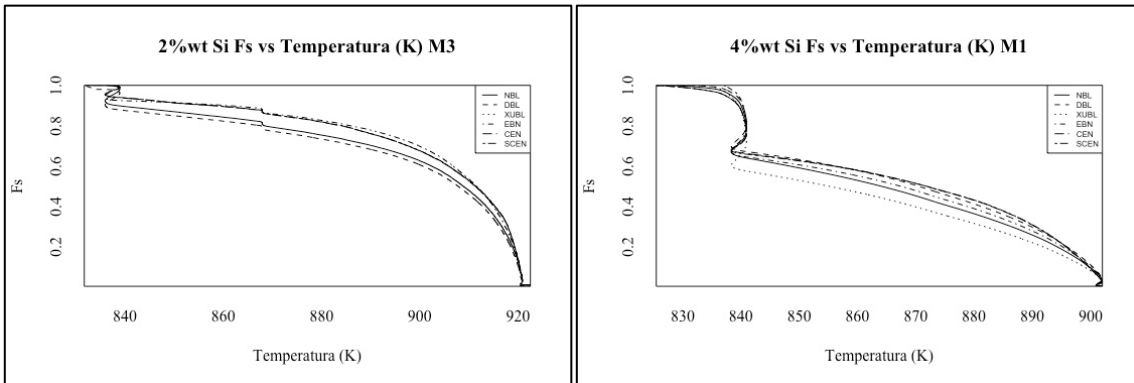 2%wt Si Fs vs Temperatura (K) M3
Fs
1.0
0.8
0.6
0.4
0.2
NBL
DBL
XUBL
EBN
CEN
SCEN
840 860 880 900 920
Temperatura (K)
4%wt Si Fs vs Temperatura (K) M1
Fs
1.0
0.8
0.6
0.4
0.2
NBL
DBL
XUBL
EBN
CEN
SCEN
830 840 850 860 870 880 890 900
Temperatura (K)